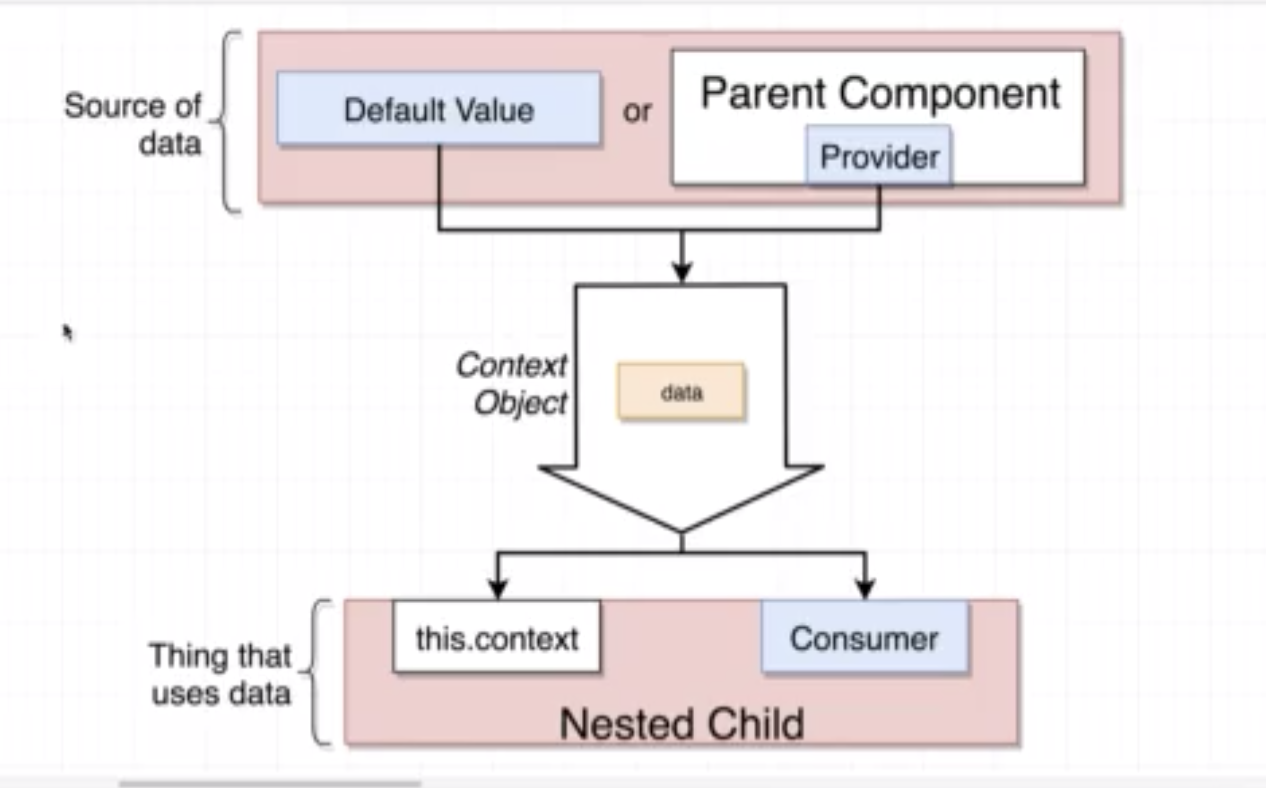 Source of
data
Default Value
or
Parent Component
Provider
Context
Object
data
Thing that
uses data
this.context
Consumer
Nested Child